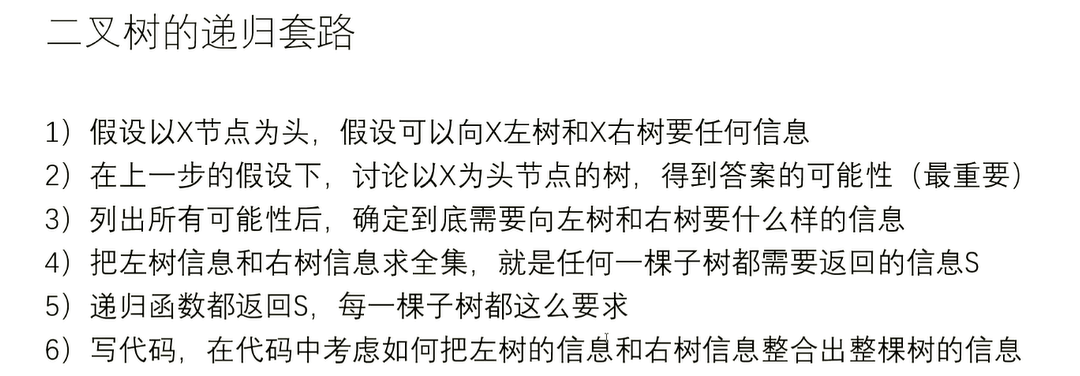 二叉树的递归套路
1）假设以X节点为头，假设可以向X左树和X右树要任何信息
2）在上一步的假设下，讨论以X为头节点的树，得到答案的可能性（最重要）
3）列出所有可能性后，确定到底需要向左树和右树要什么样的信息
4）把左树信息和右树信息求全集，就是任何一棵子树都需要返回的信息S
5）递归函数都返回S，每一棵子树都这么要求
6）写代码，在代码中考虑如何把左树的信息和右树信息整合出整棵树的信息